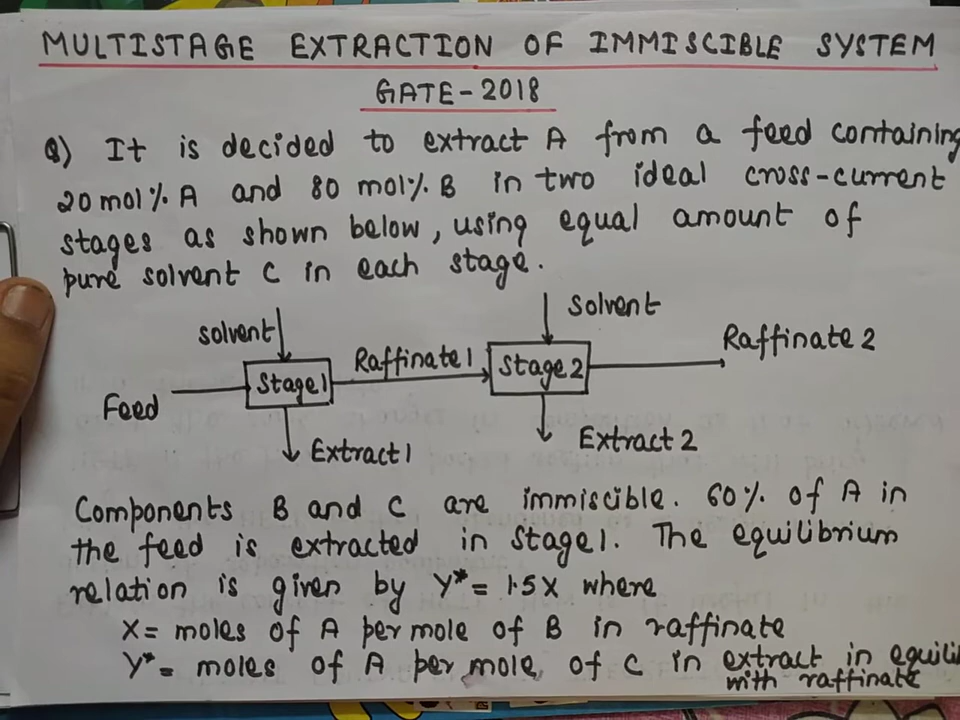 MULTISTAGE EXTRACTION OF IMMISCIBLE SYSTEM
GATE-2018
Q) It is decided to extract A from a feed containing
20 mol% A and 80 mol% B in two ideal cross-current
stages as shown below, using equal amount of
pure solvent C in each stage.
solvent
solvent
Raffinate 1
Raffinate 2
Stage 1
Stage 2
Feed
Extract 1
Extract 2
Components B and C are immiscible. 60% of A in
the feed is extracted in stage 1. The equilibrium
relation is given by Y* = 1.5X where
X = moles of A per mole of B in raffinate
Y* = moles of A per mole, of C in extract in equili
with raffinate